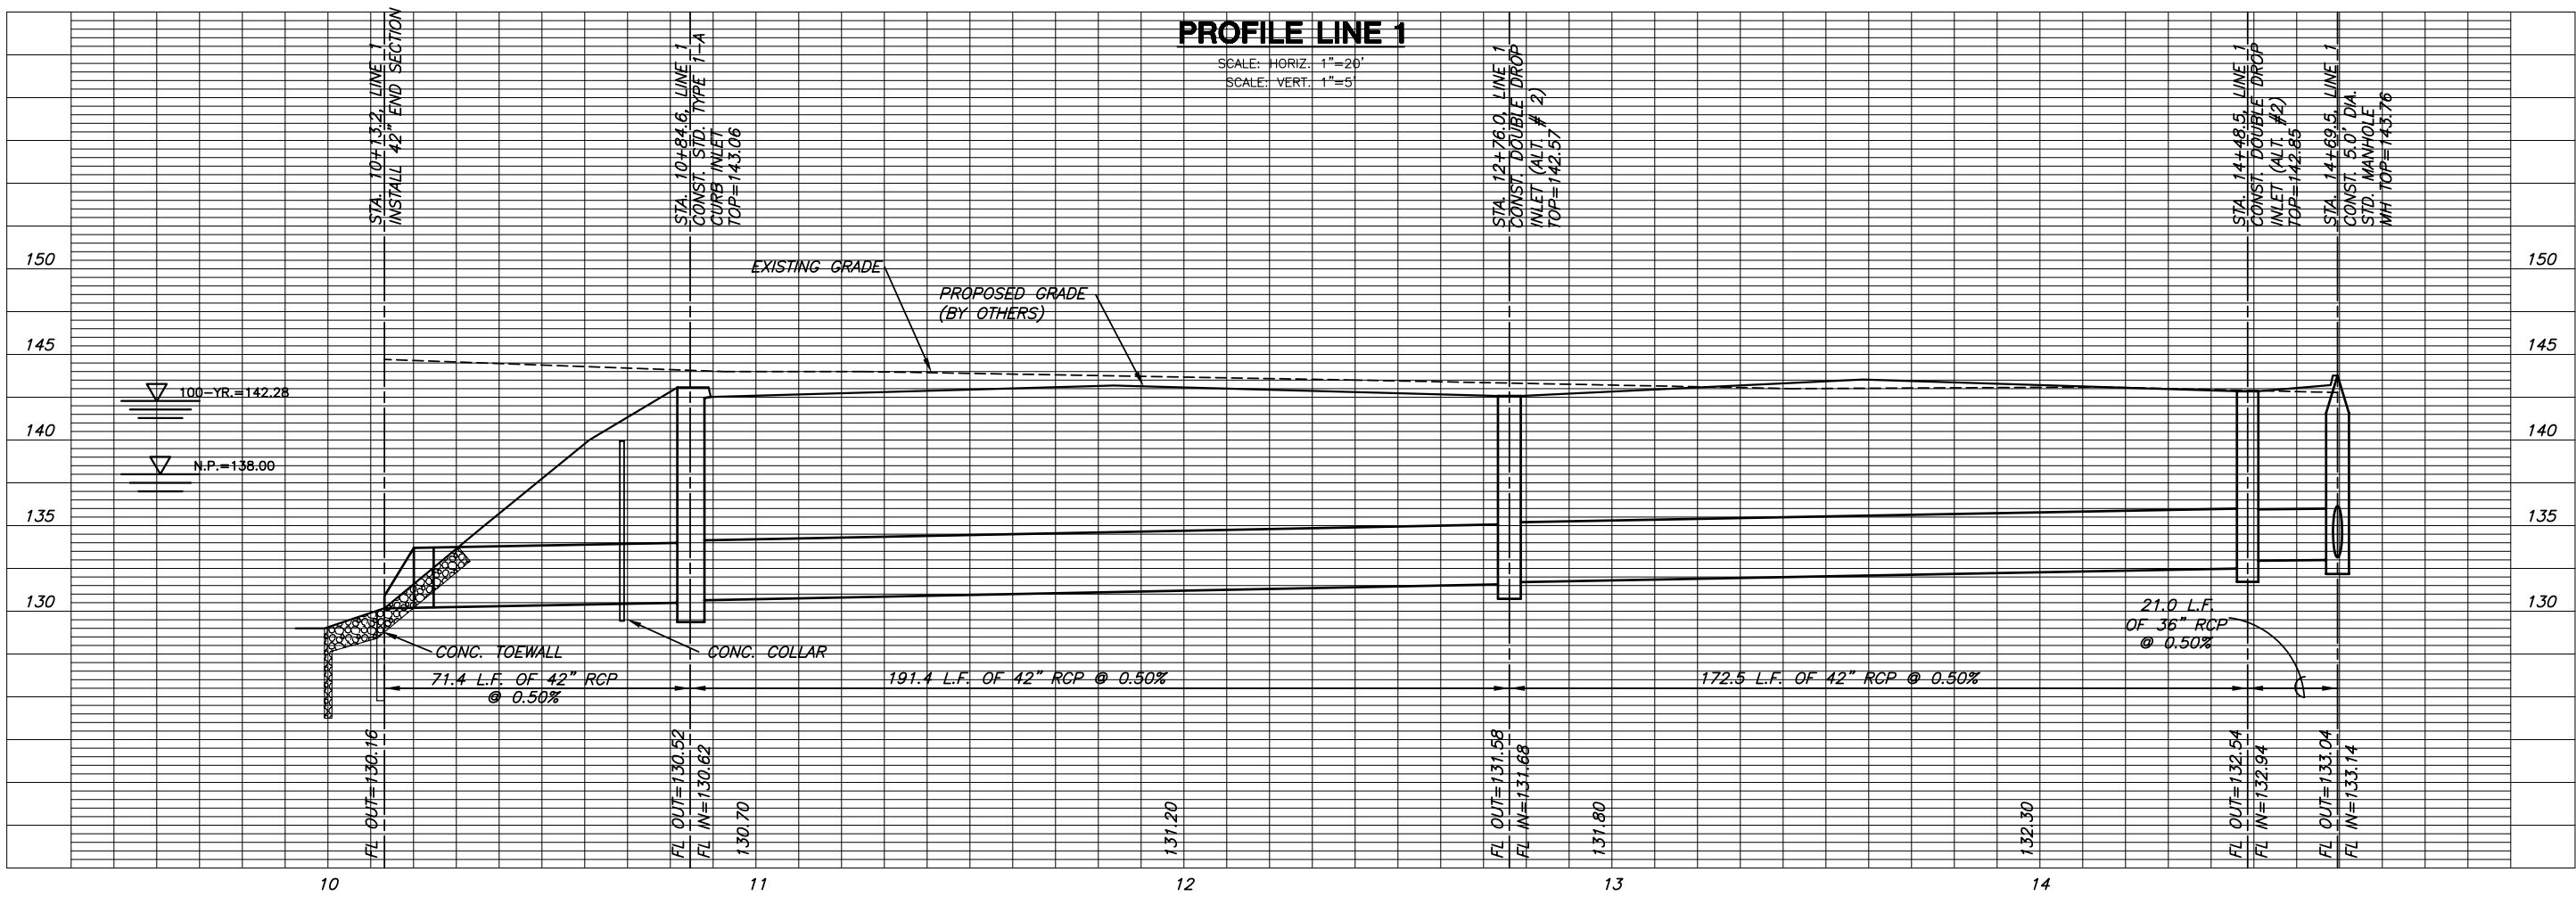 PROFILE LINE 1
SCALE: HORIZ. 1"=20'
SCALE: VERT. 1"=5'
STA. 10+13.2, LINE 1
INSTALL 42" END SECTION
STA. 10+84.6, LINE 1
CONST. STD. TYPE 1-A
CURB INLET
TOP=143.06
STA. 12+76.0, LINE 1
CONST. DOUBLE DROP
INLET (ALT. # 2)
TOP=142.57
STA. 14+48.5, LINE 1
CONST. DOUBLE DROP
INLET (ALT. #2)
TOP=142.85
STA. 14+69.5, LINE 1
CONST. 5.0' DIA.
STD. MANHOLE
MH TOP=143.76
150
150
EXISTING GRADE
PROPOSED GRADE
(BY OTHERS)
145
145
100-YR.=142.28
140
140
N.P.=138.00
135
135
130
130
21.0 L.F.
OF 36" RCP
@ 0.50%
CONC. TOEWALL
CONC. COLLAR
71.4 L.F. OF 42" RCP
@ 0.50%
191.4 L.F. OF 42" RCP @ 0.50%
172.5 L.F. OF 42" RCP @ 0.50%
FL OUT=130.16
FL OUT=130.52
FL IN=130.62
130.70
131.20
FL OUT=131.58
FL IN=131.68
131.80
132.30
FL OUT=132.54
FL IN=132.94
FL OUT=133.04
FL IN=133.14
10
11
12
13
14